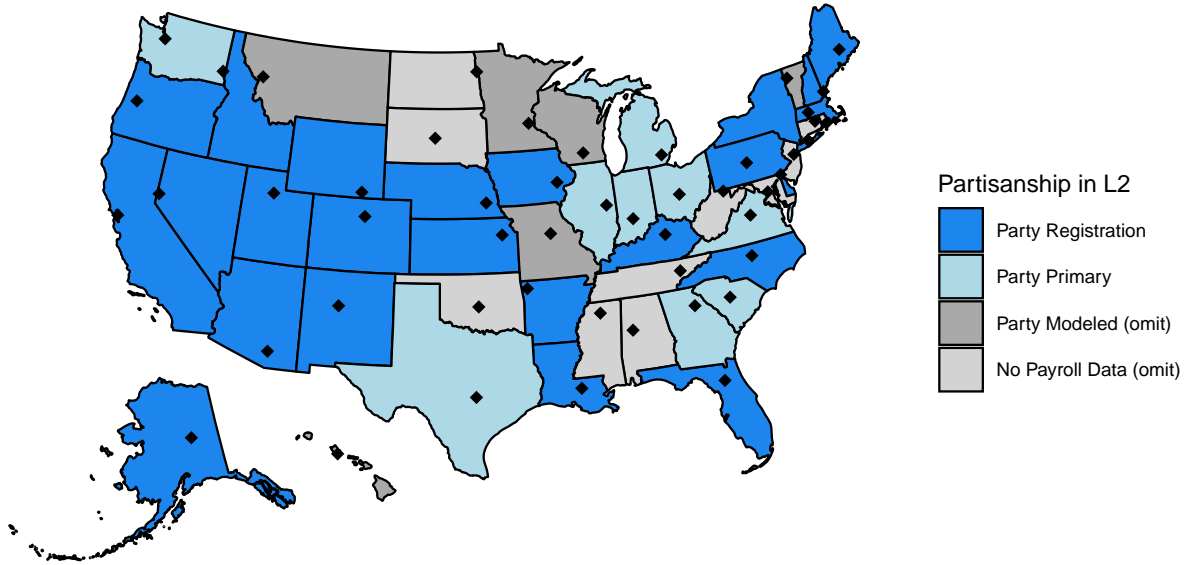 Partisanship in L2
Party Registration
Party Primary
Party Modeled (omit)
No Payroll Data (omit)